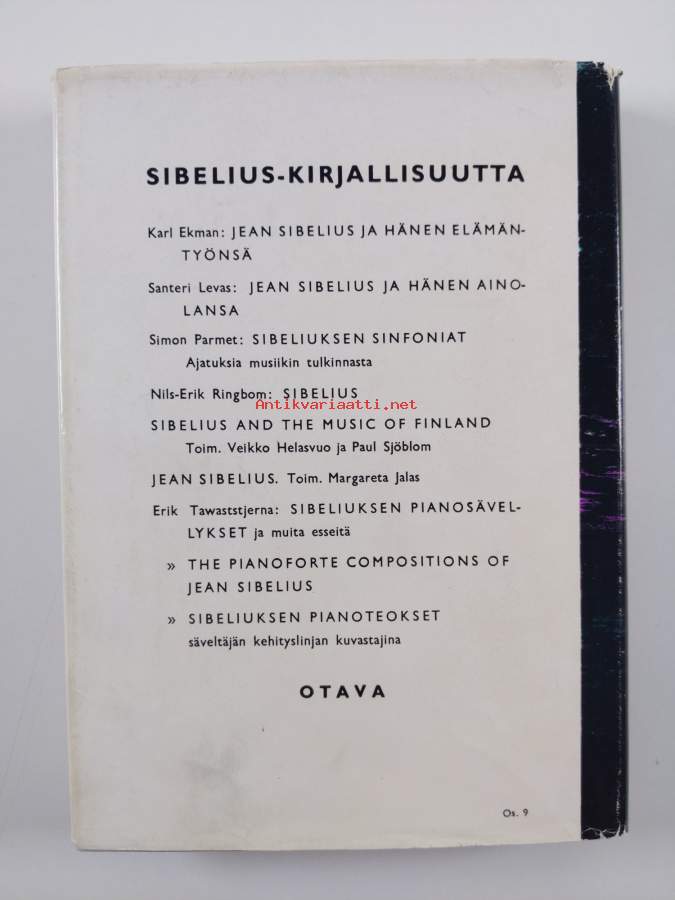 SIBELIUS-KIRJALLISUUTTA
Karl Ekman: JEAN SIBELIUS JA HÄNEN ELÄMÄN-
TYÖNSÄ
Santeri Levas: JEAN SIBELIUS JA HÄNEN AINO-
LANSA
Simon Parmet: SIBELIUKSEN SINFONIAT
Ajatuksia musiikin tulkinnasta
Nils-Erik Ringbom: SIBELIUS
Antikvariaatti.net
SIBELIUS AND THE MUSIC OF FINLAND
Toim. Veikko Helasvuo ja Paul Sjöblom
JEAN SIBELIUS. Toim. Margareta Jalas
Erik Tawaststjerna: SIBELIUKSEN PIANOSÄVEL-
LYKSET ja muita esseitä
» THE PIANOFORTE COMPOSITIONS OF
JEAN SIBELIUS
» SIBELIUKSEN PIANOTEOKSET
säveltäjän kehityslinjan kuvastajina
OTAVA
Os. 9